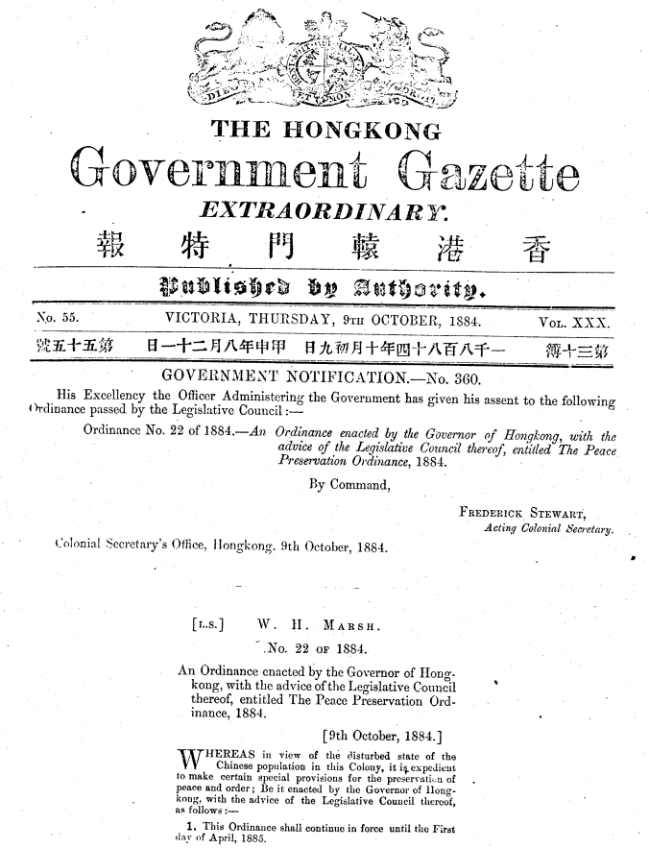 DIEU ET MON DROIT
THE HONGKONG
Government Gazette
EXTRAORDINARY.
香港轅門特報
Published by Authority.
No. 55. VICTORIA, THURSDAY, 9TH OCTOBER, 1884. VOL. XXX.
第三十簿 一千八百八十四年十月初九日 甲申年八月二十一日 第五十五號
GOVERNMENT NOTIFICATION.—No. 360.
His Excellency the Officer Administering the Government has given his assent to the following
Ordinance passed by the Legislative Council:—
Ordinance No. 22 of 1884.—An Ordinance enacted by the Governor of Hongkong, with the
advice of the Legislative Council thereof, entitled The Peace
Preservation Ordinance, 1884.
By Command,
FREDERICK STEWART,
Acting Colonial Secretary.
Colonial Secretary's Office, Hongkong. 9th October, 1884.
[L.S.] W. H. MARSH.
No. 22 OF 1884.
An Ordinance enacted by the Governor of Hong-
kong, with the advice of the Legislative Council
thereof, entitled The Peace Preservation Ord-
inance, 1884.
[9th October, 1884.]
WHEREAS in view of the disturbed state of the
Chinese population in this Colony, it is expedient
to make certain special provisions for the preservation of
peace and order; Be it enacted by the Governor of Hong-
kong, with the advice of the Legislative Council thereof,
as follows:—
1. This Ordinance shall continue in force until the First
day of April, 1885.